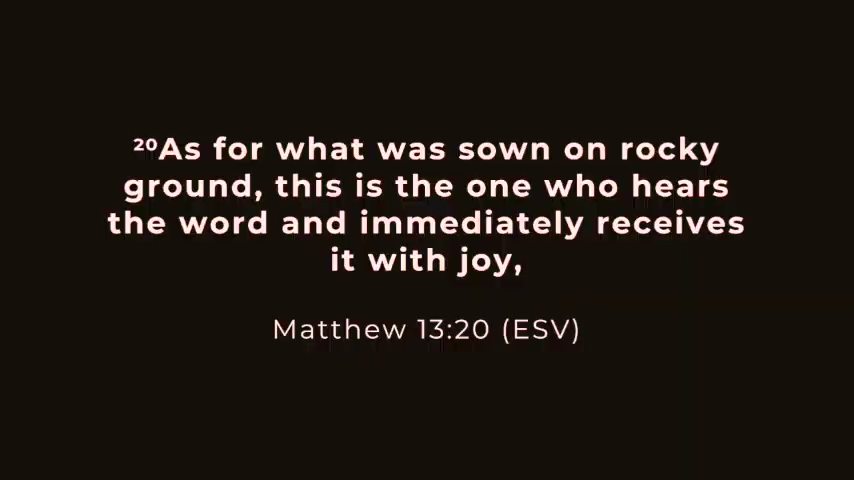 ²⁰As for what was sown on rocky
ground, this is the one who hears
the word and immediately receives
it with joy,
Matthew 13:20 (ESV)